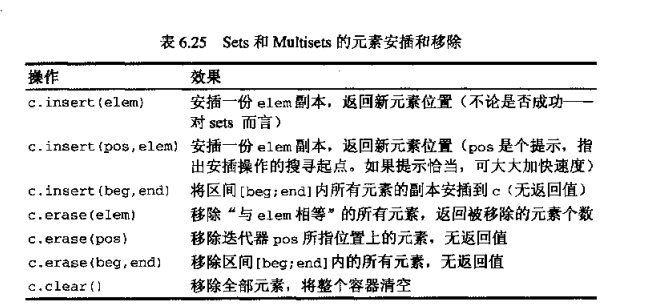 表 6.25 Sets 和 Multisets 的元素安插和移除
操作 效果
c.insert(elem) 安插一份 elem 副本，返回新元素位置（不论是否成功——
对 sets 而言）
c.insert(pos,elem) 安插一份 elem 副本，返回新元素位置（pos 是个提示，指
出安插操作的搜寻起点。如果提示恰当，可大大加快速度）
c.insert(beg,end) 将区间[beg;end]内所有元素的副本安插到 c（无返回值）
c.erase(elem) 移除“与 elem 相等”的所有元素，返回被移除的元素个数
c.erase(pos) 移除迭代器 pos 所指位置上的元素，无返回值
c.erase(beg,end) 移除区间[beg;end]内的所有元素，无返回值
c.clear() 移除全部元素，将整个容器清空